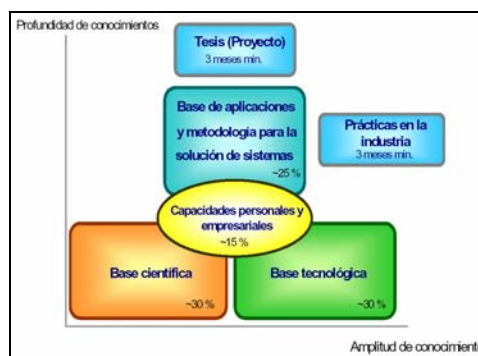 Profundidad de conocimientos
Tesis (Proyecto)
3 meses min.
Base de aplicaciones
y metodología para la
solución de sistemas
~25 %
Prácticas en la
industria
3 meses min.
Capacidades personales y
empresariales
~15 %
Base científica
~30 %
Base tecnológica
~30 %
Amplitud de conocimiento